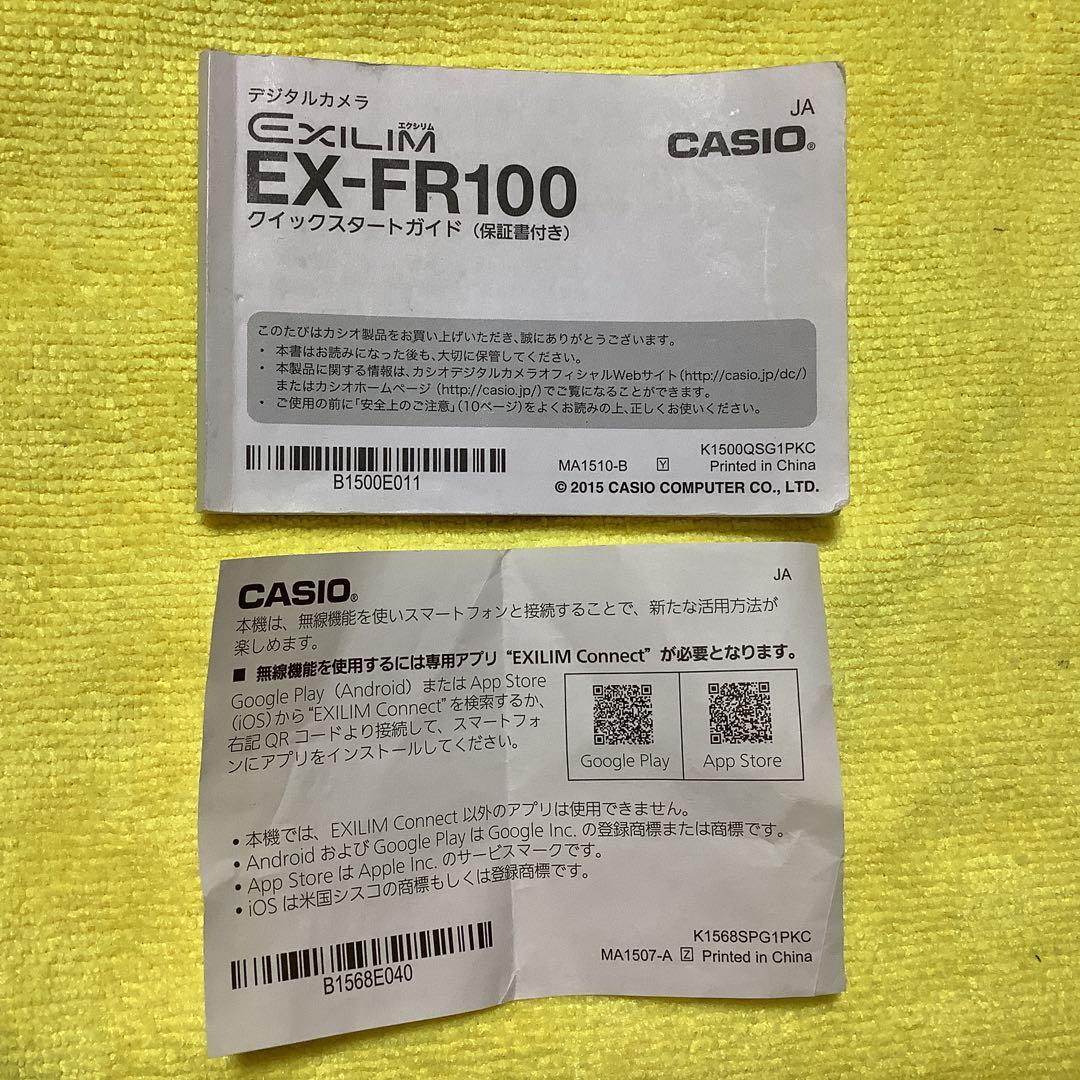 デジタルカメラ
JA
エクシリム
EXILIM
CASIO®
EX-FR100
クイックスタートガイド（保証書付き）
このたびはカシオ製品をお買い上げいただき、誠にありがとうございます。
・ 本書はお読みになった後も、大切に保管してください。
・ 本製品に関する情報は、カシオデジタルカメラオフィシャルWebサイト(http://casio.jp/dc/)
またはカシオホームページ (http://casio.jp/)でご覧になることができます。
・ ご使用の前に「安全上のご注意」（10ページ）をよくお読みの上、正しくお使いください。
B1500E011
K1500QSG1PKC
MA1510-B Y Printed in China
© 2015 CASIO COMPUTER CO., LTD.
CASIO®
JA
本機は、無線機能を使いスマートフォンと接続することで、新たな活用方法が
楽しめます。
■ 無線機能を使用するには専用アプリ “EXILIM Connect” が必要となります。
Google Play（Android）または App Store
（iOS）から“EXILIM Connect”を検索するか、
右記 QR コードより接続して、スマートフォ
ンにアプリをインストールしてください。
Google Play
App Store
• 本機では、EXILIM Connect 以外のアプリは使用できません。
• Android および Google Play は Google Inc. の登録商標または商標です。
• App Store は Apple Inc. のサービスマークです。
• iOS は米国シスコの商標もしくは登録商標です。
B1568E040
K1568SPG1PKC
MA1507-A Z Printed in China